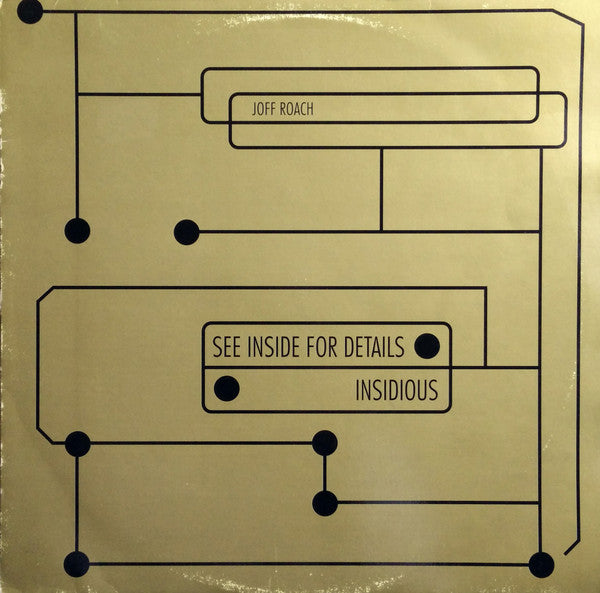 JOFF ROACH
SEE INSIDE FOR DETAILS
INSIDIOUS